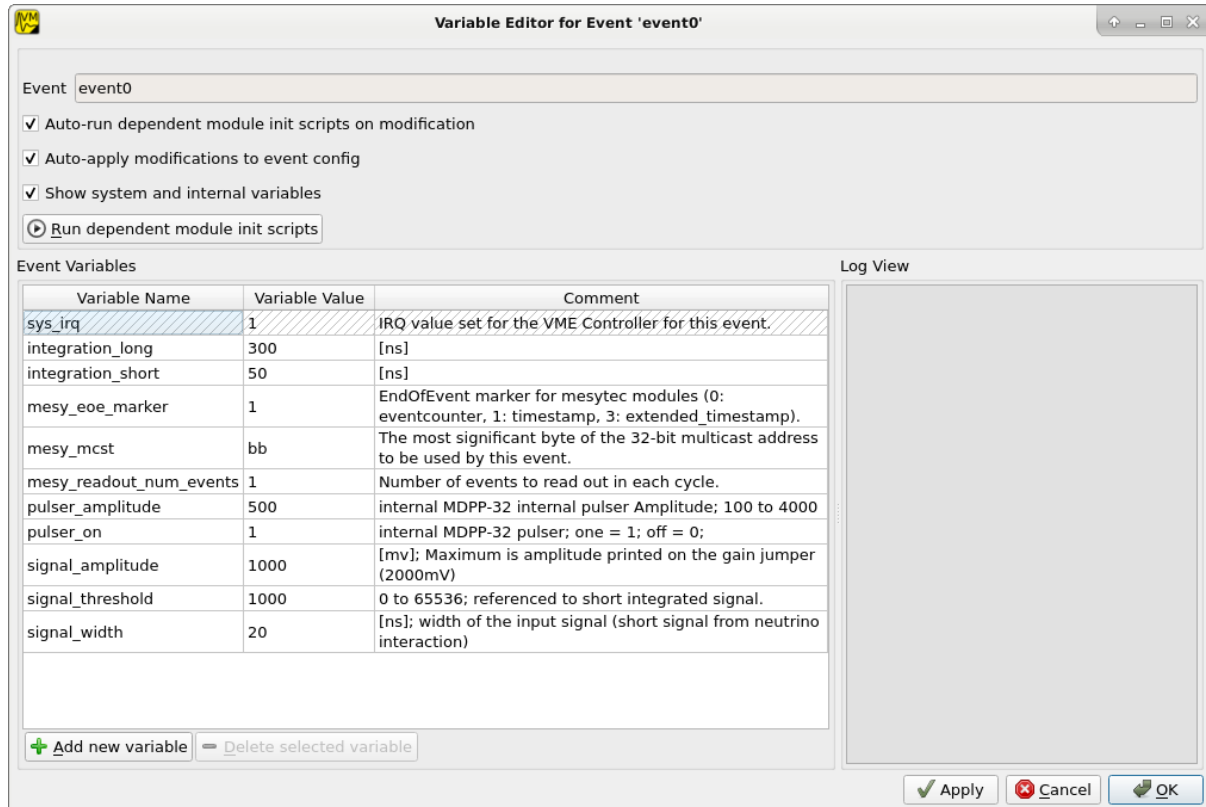 Variable Editor for Event 'event0'
Event event0
Auto-run dependent module init scripts on modification
Auto-apply modifications to event config
Show system and internal variables
Run dependent module init scripts
Event Variables
Log View
Variable Name Variable Value Comment
sys_irq 1 IRQ value set for the VME Controller for this event.
integration_long 300 [ns]
integration_short 50 [ns]
mesy_eoe_marker 1 EndOfEvent marker for mesytec modules (0:
eventcounter, 1: timestamp, 3: extended_timestamp).
mesy_mcst bb The most significant byte of the 32-bit multicast address
to be used by this event.
mesy_readout_num_events 1 Number of events to read out in each cycle.
pulser_amplitude 500 internal MDPP-32 internal pulser Amplitude; 100 to 4000
pulser_on 1 internal MDPP-32 pulser; one = 1; off = 0;
signal_amplitude 1000 [mv]; Maximum is amplitude printed on the gain jumper
(2000mV)
signal_threshold 1000 0 to 65536; referenced to short integrated signal.
signal_width 20 [ns]; width of the input signal (short signal from neutrino
interaction)
Add new variable Delete selected variable
Apply Cancel OK